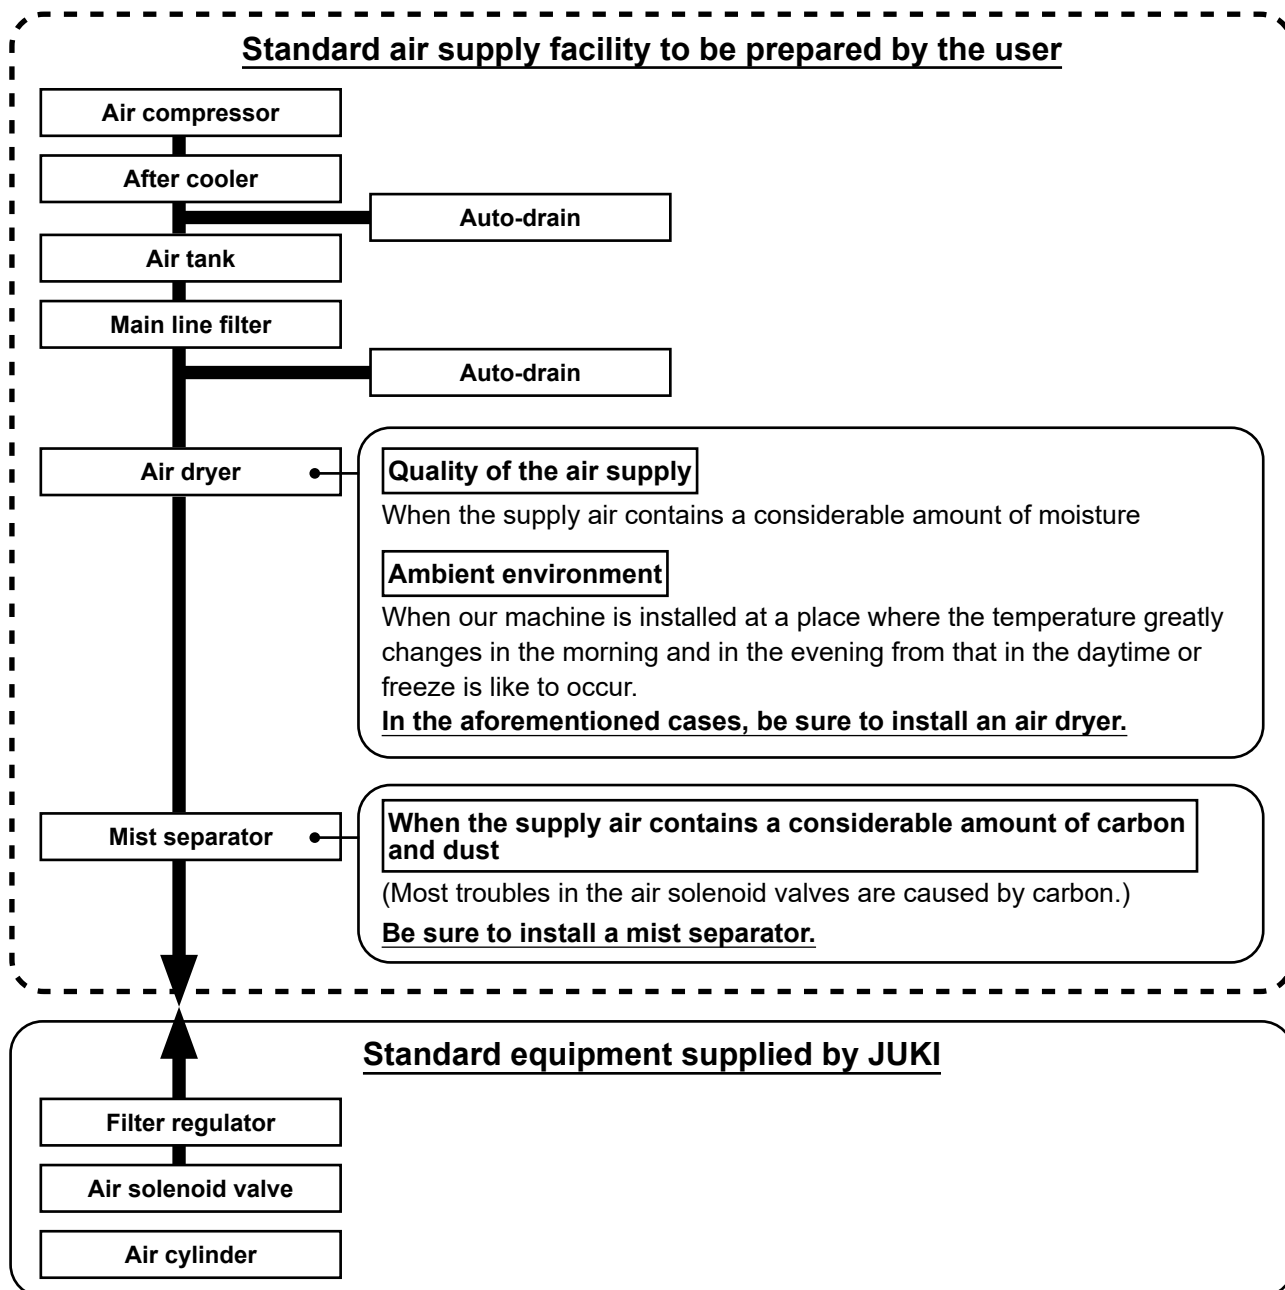 Standard air supply facility to be prepared by the user
Air compressor
After cooler
Auto-drain
Air tank
Main line filter
Auto-drain
Air dryer
Quality of the air supply
When the supply air contains a considerable amount of moisture
Ambient environment
When our machine is installed at a place where the temperature greatly
changes in the morning and in the evening from that in the daytime or
freeze is like to occur.
In the aforementioned cases, be sure to install an air dryer.
Mist separator
When the supply air contains a considerable amount of carbon
and dust
(Most troubles in the air solenoid valves are caused by carbon.)
Be sure to install a mist separator.
Standard equipment supplied by JUKI
Filter regulator
Air solenoid valve
Air cylinder